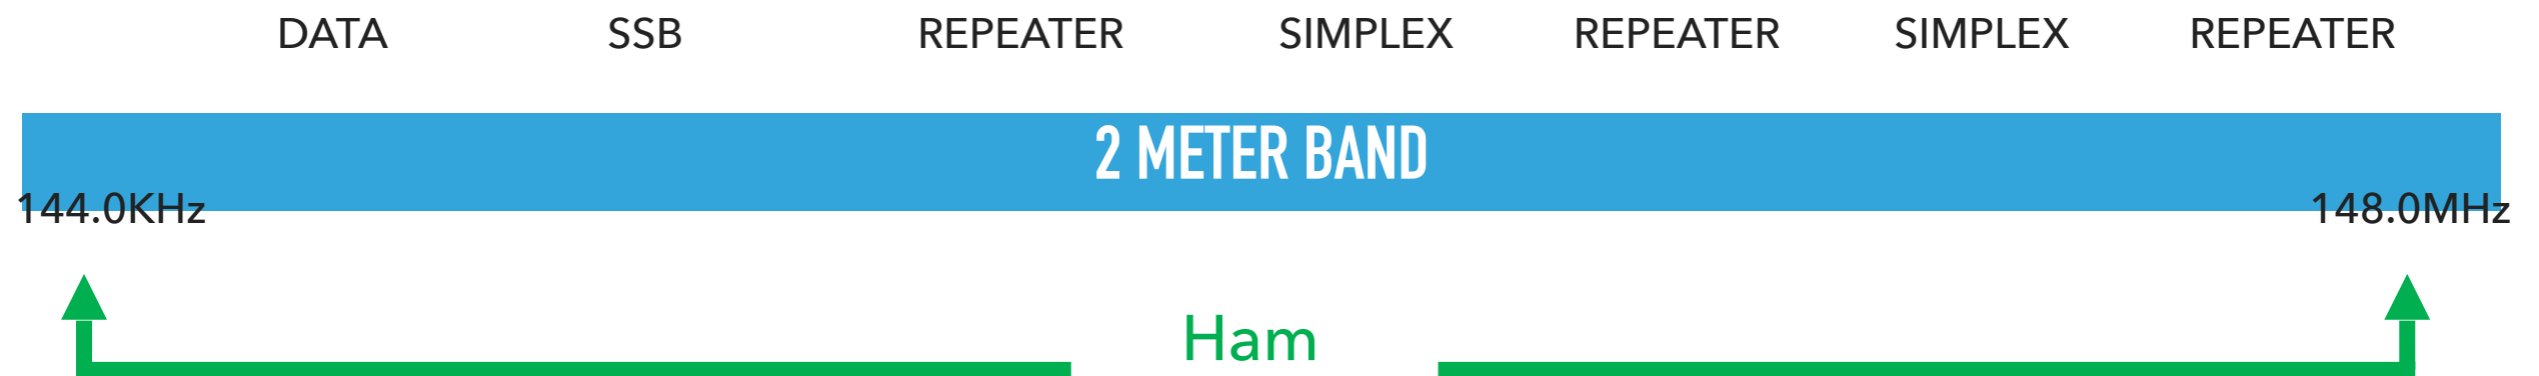 DATA SSB REPEATER SIMPLEX REPEATER SIMPLEX REPEATER
2 METER BAND
144.0KHz 148.0MHz
Ham